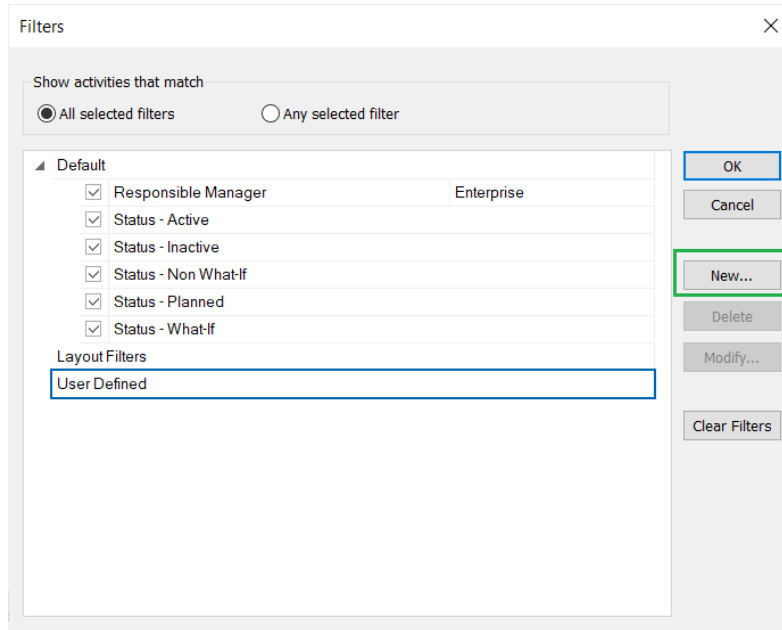 Filters
Show activities that match
All selected filters
Any selected filter
Default
OK
Responsible Manager Enterprise
Cancel
Status - Active
Status - Inactive
Status - Non What-If
New...
Status - Planned
Delete
Status - What-If
Layout Filters
Modify...
User Defined
Clear Filters